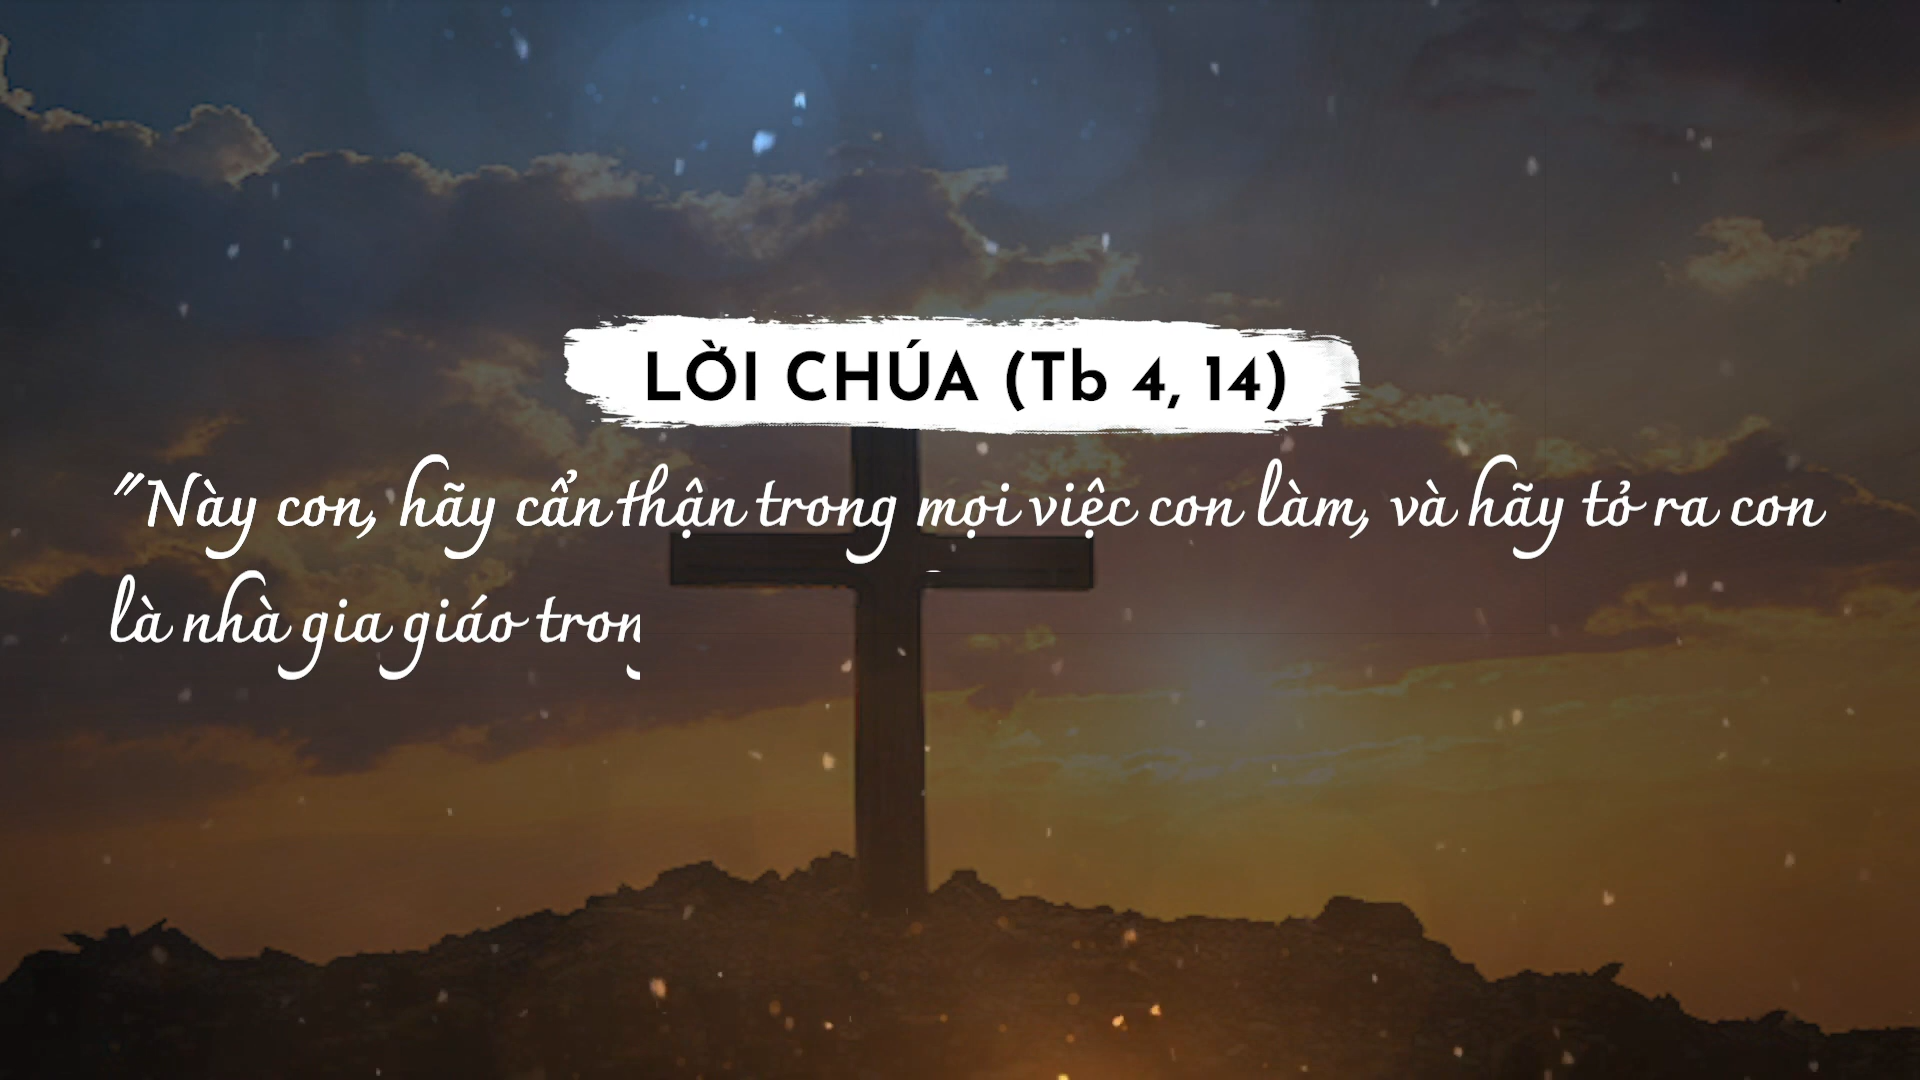 LỜI CHÚA (Tb 4, 14)
"Này con, hãy cẩn thận trong mọi việc con làm, và hãy tỏ ra con
là nhà gia giáo tron